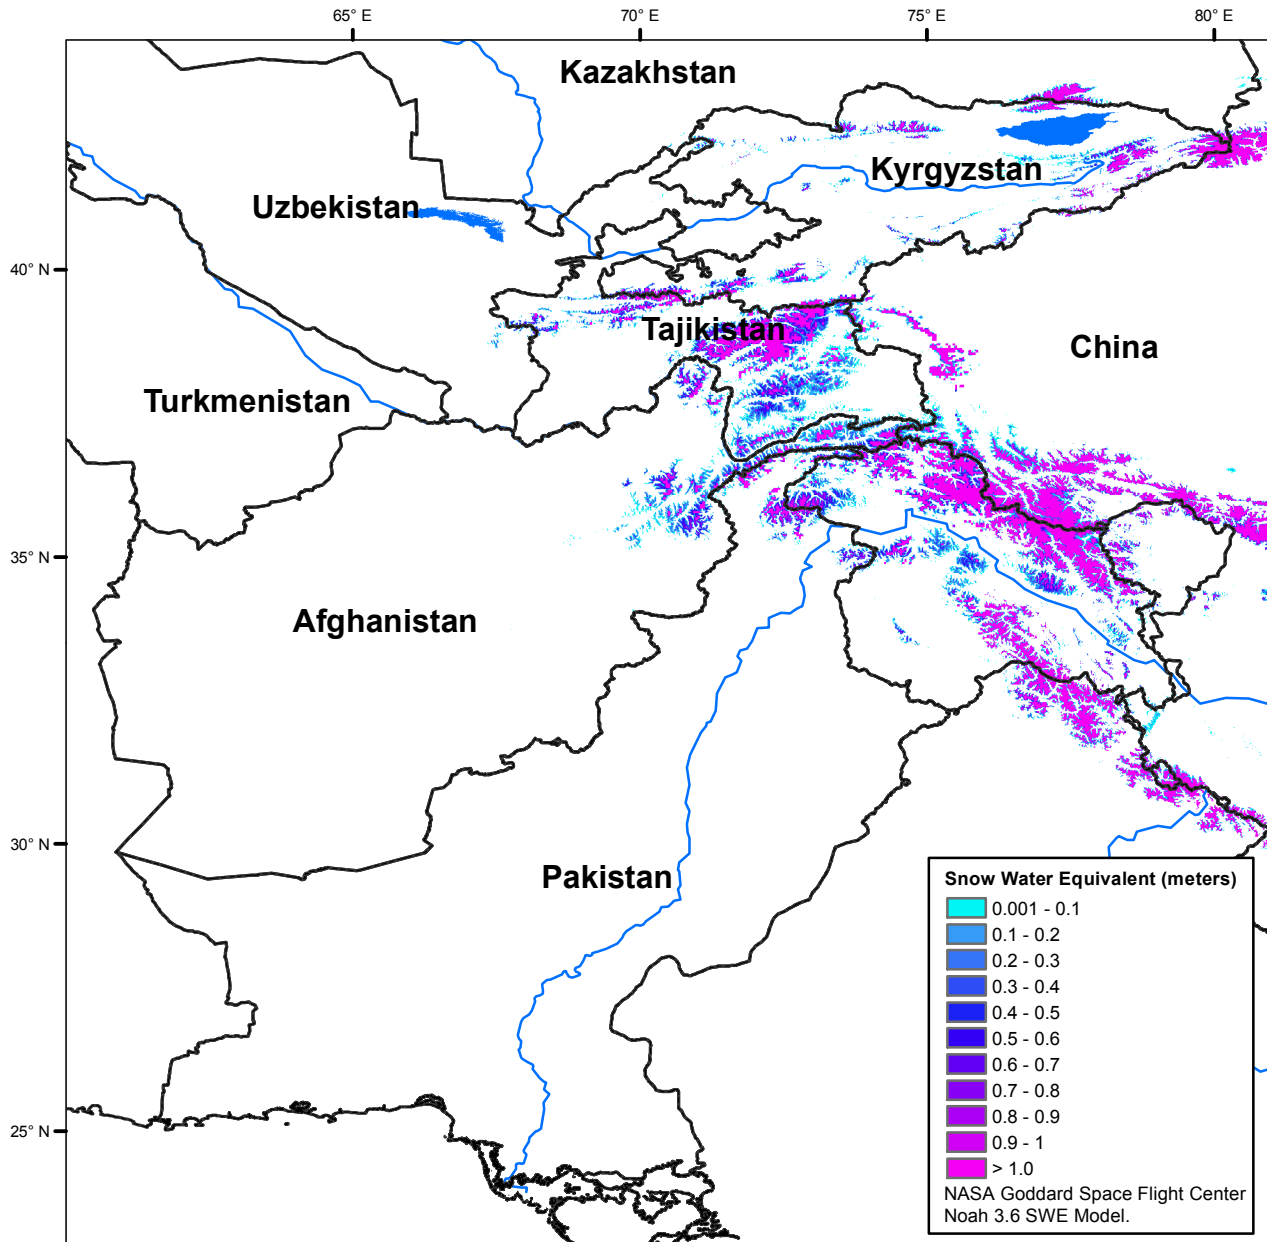 65° E
70° E
75° E
80° E
Kazakhstan
Kyrgyzstan
Uzbekistan
40° N
Tajikistan
China
Turkmenistan
35° N
Afghanistan
30° N
Pakistan
Snow Water Equivalent (meters)
0.001 - 0.1
0.1 - 0.2
0.2 - 0.3
0.3 - 0.4
0.4 - 0.5
0.5 - 0.6
0.6 - 0.7
0.7 - 0.8
0.8 - 0.9
0.9 - 1
> 1.0
25° N
NASA Goddard Space Flight Center
Noah 3.6 SWE Model.